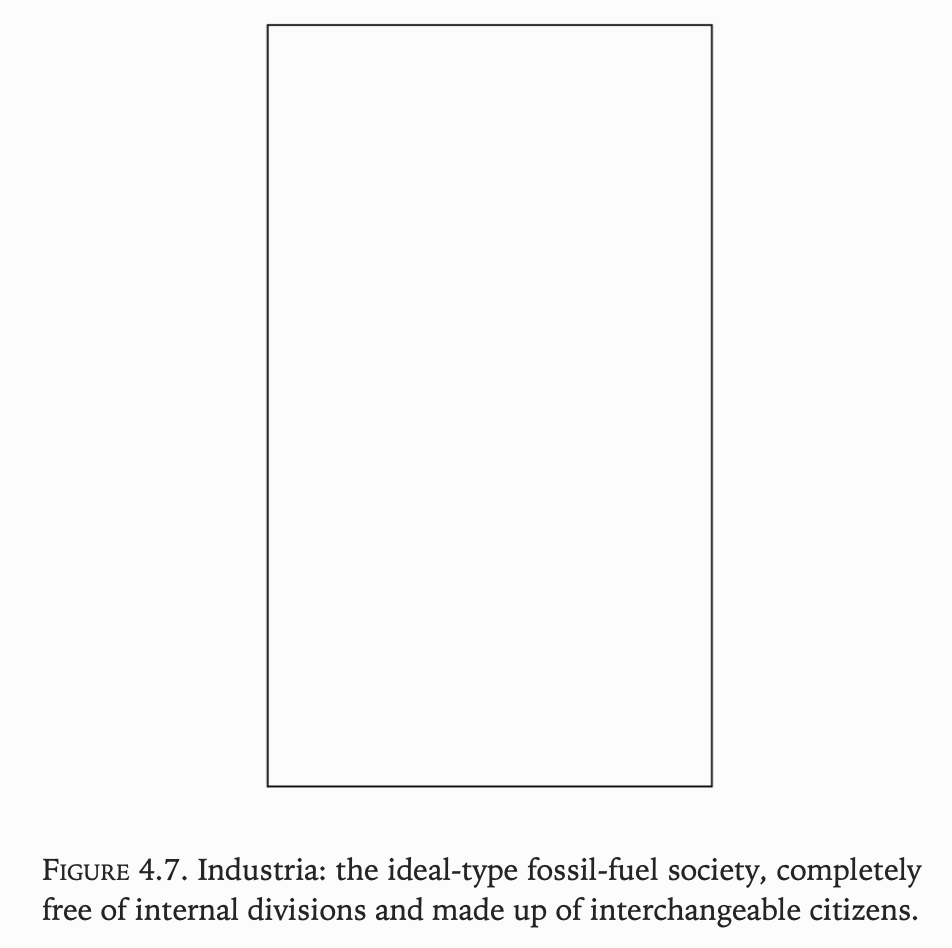 FIGURE 4.7. Industria: the ideal-type fossil-fuel society, completely
free of internal divisions and made up of interchangeable citizens.